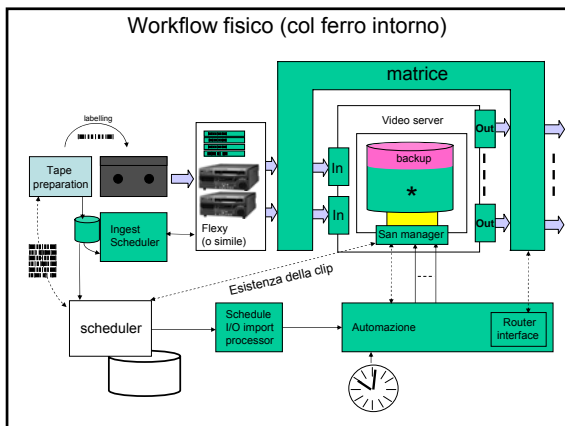 Workflow fisico (col ferro intorno)
matrice
labelling
Video server
Out
backup
Tape
preparation
In
*
Flexy
(o simile)
In
Out
Ingest
Scheduler
San manager
Esistenza della clip
scheduler
Schedule
I/O import
processor
Automazione
Router
interface